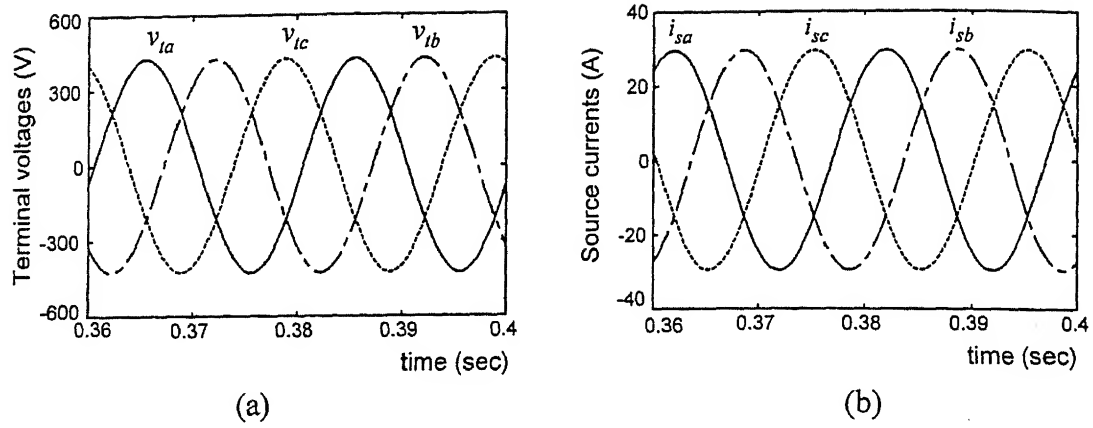 600
300
0
-300
-600
Terminal voltages (V)
v_ta
v_tc
v_tb
0.36
0.37
0.38
0.39
0.4
time (sec)
(a)
40
20
0
-20
-40
Source currents (A)
i_sa
i_sc
i_sb
0.36
0.37
0.38
0.39
0.4
time (sec)
(b)